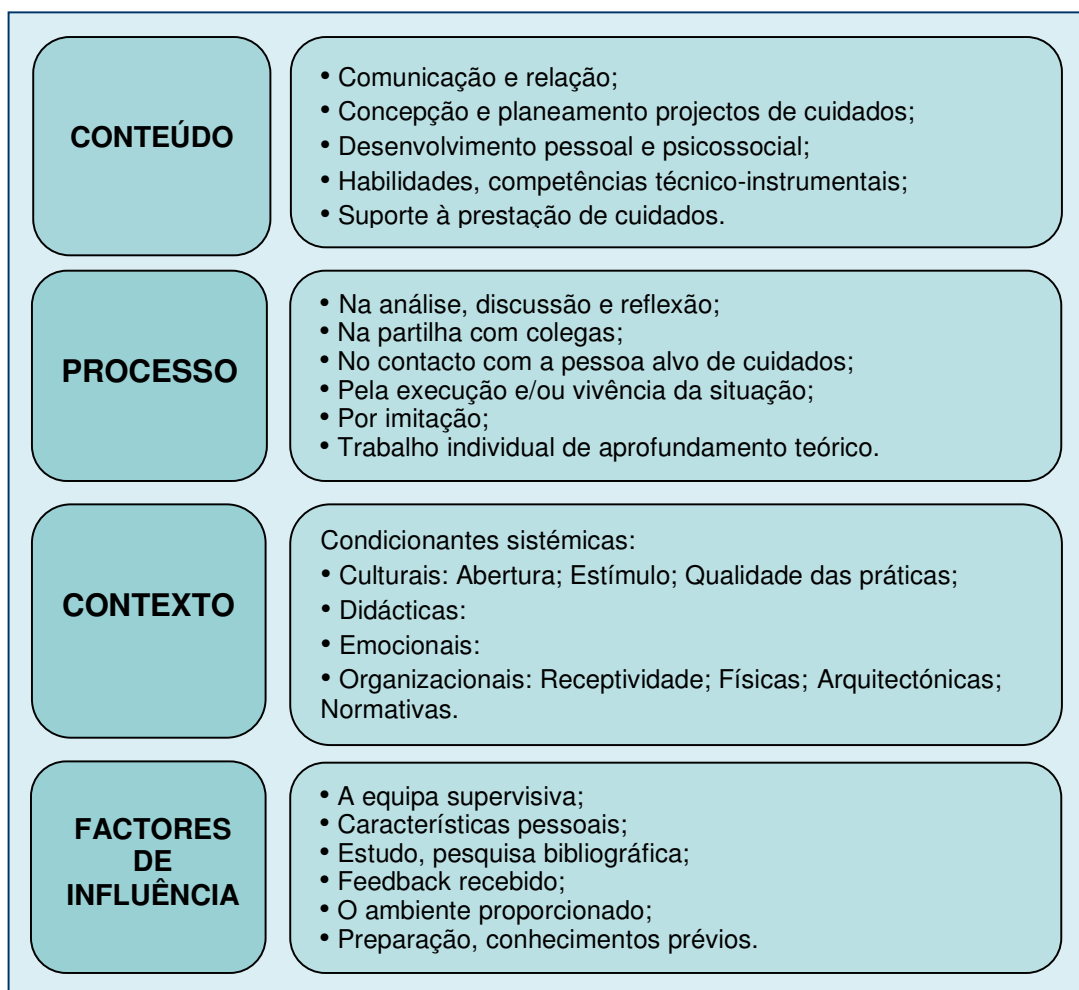 CONTEÚDO
• Comunicação e relação;
• Concepção e planeamento projectos de cuidados;
• Desenvolvimento pessoal e psicossocial;
• Habilidades, competências técnico-instrumentais;
• Suporte à prestação de cuidados.
PROCESSO
• Na análise, discussão e reflexão;
• Na partilha com colegas;
• No contacto com a pessoa alvo de cuidados;
• Pela execução e/ou vivência da situação;
• Por imitação;
• Trabalho individual de aprofundamento teórico.
CONTEXTO
Condicionantes sistémicas:
• Culturais: Abertura; Estímulo; Qualidade das práticas;
• Didácticas:
• Emocionais:
• Organizacionais: Receptividade; Físicas; Arquitectónicas;
Normativas.
FACTORES
DE
INFLUÊNCIA
• A equipa supervisiva;
• Características pessoais;
• Estudo, pesquisa bibliográfica;
• Feedback recebido;
• O ambiente proporcionado;
• Preparação, conhecimentos prévios.